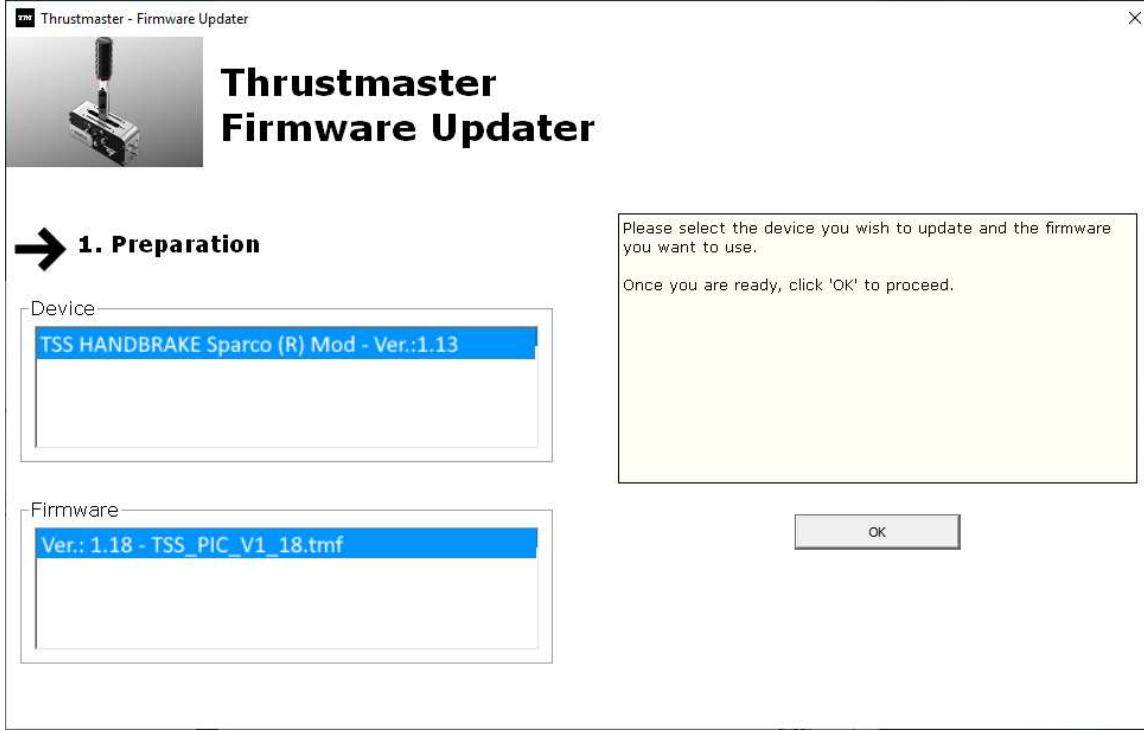 Thrustmaster - Firmware Updater
Thrustmaster
Firmware Updater
1. Preparation
Device
TSS HANDBRAKE Sparco (R) Mod - Ver.:1.13
Firmware
Ver.: 1.18 - TSS_PIC_V1_18.tmf
Please select the device you wish to update and the firmware
you want to use.
Once you are ready, click 'OK' to proceed.
OK